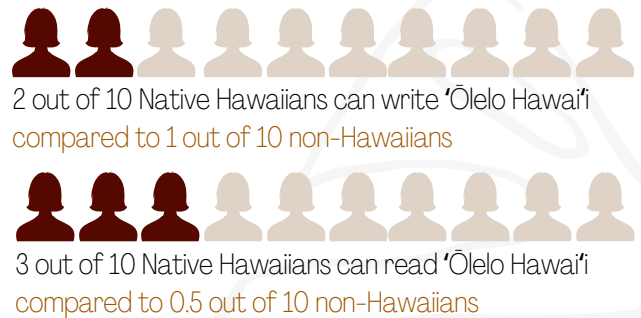 2 out of 10 Native Hawaiians can write ʻŌlelo Hawaiʻi
compared to 1 out of 10 non-Hawaiians
3 out of 10 Native Hawaiians can read ʻŌlelo Hawaiʻi
compared to 0.5 out of 10 non-Hawaiians